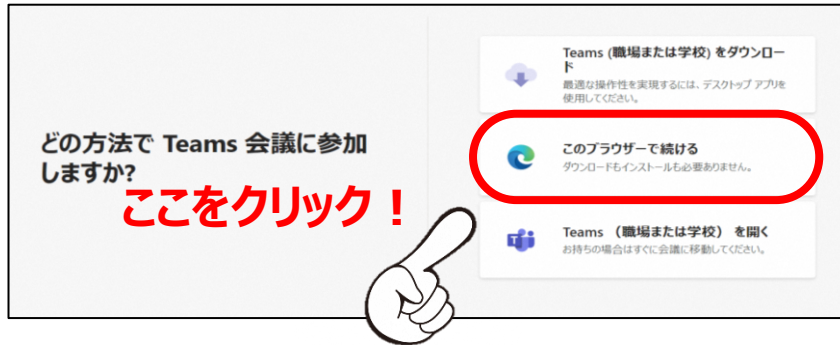 どの方法で Teams 会議に参加
しますか?
ここをクリック！
Teams (職場または学校) をダウンロー
ド
最適な操作性を実現するには、デスクトップ アプリを
使用してください。
このブラウザーで続ける
ダウンロードもインストールも必要ありません。
Teams （職場または学校） を開く
お持ちの場合はすぐに会議に移動してください。